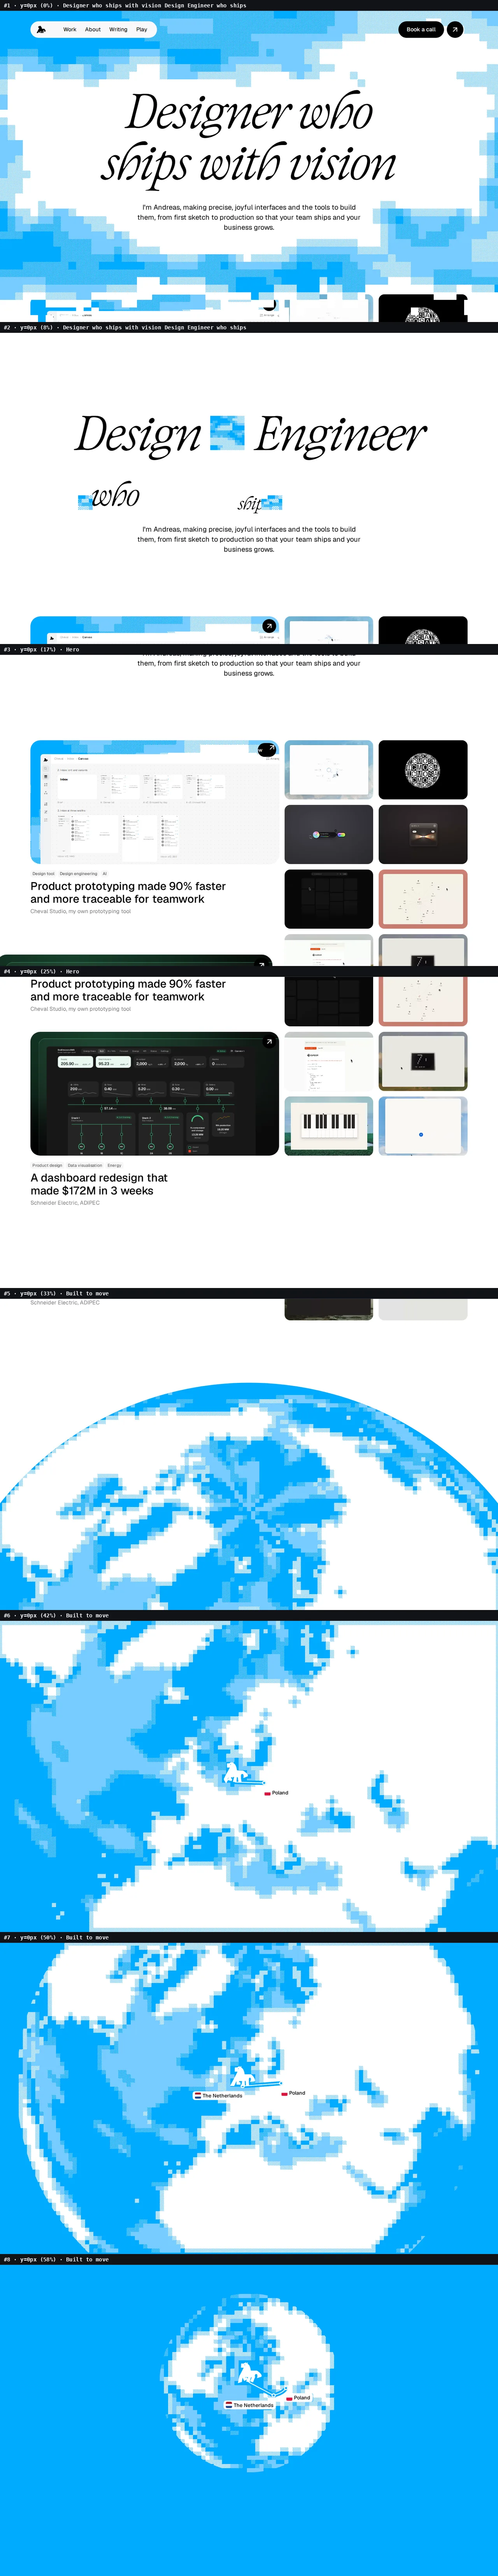 #1 · y=0px (0%) · Designer who ships with vision Design Engineer who ships
Work About Writing Play
Book a call
Designer who
ships with vision
I'm Andreas, making precise, joyful interfaces and the tools to build
them, from first sketch to production so that your team ships and your
business grows.
#2 · y=0px (8%) · Designer who ships with vision Design Engineer who ships
Design Engineer
who ship
I'm Andreas, making precise, joyful interfaces and the tools to build
them, from first sketch to production so that your team ships and your
business grows.
#3 · y=0px (17%) · Hero
them, from first sketch to production so that your team ships and your
business grows.
Design tool Design engineering AI
Product prototyping made 90% faster
and more traceable for teamwork
Cheval Studio, my own prototyping tool
#4 · y=0px (25%) · Hero
Product prototyping made 90% faster
and more traceable for teamwork
Cheval Studio, my own prototyping tool
Product design Data visualisation Energy
A dashboard redesign that
made $172M in 3 weeks
Schneider Electric, ADIPEC
#5 · y=0px (33%) · Built to move
Schneider Electric, ADIPEC
#6 · y=0px (42%) · Built to move
Poland
#7 · y=0px (50%) · Built to move
The Netherlands
Poland
#8 · y=0px (58%) · Built to move
Poland
The Netherlands